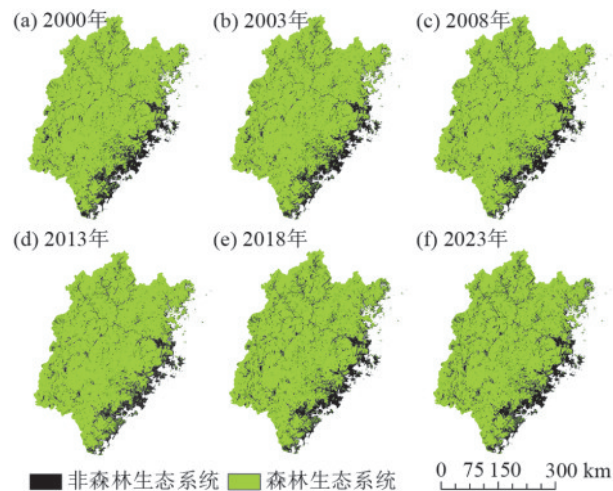 (a) 2000年
(b) 2003年
(c) 2008年
(d) 2013年
(e) 2018年
(f) 2023年
非森林生态系统 森林生态系统
0 75 150 300 km